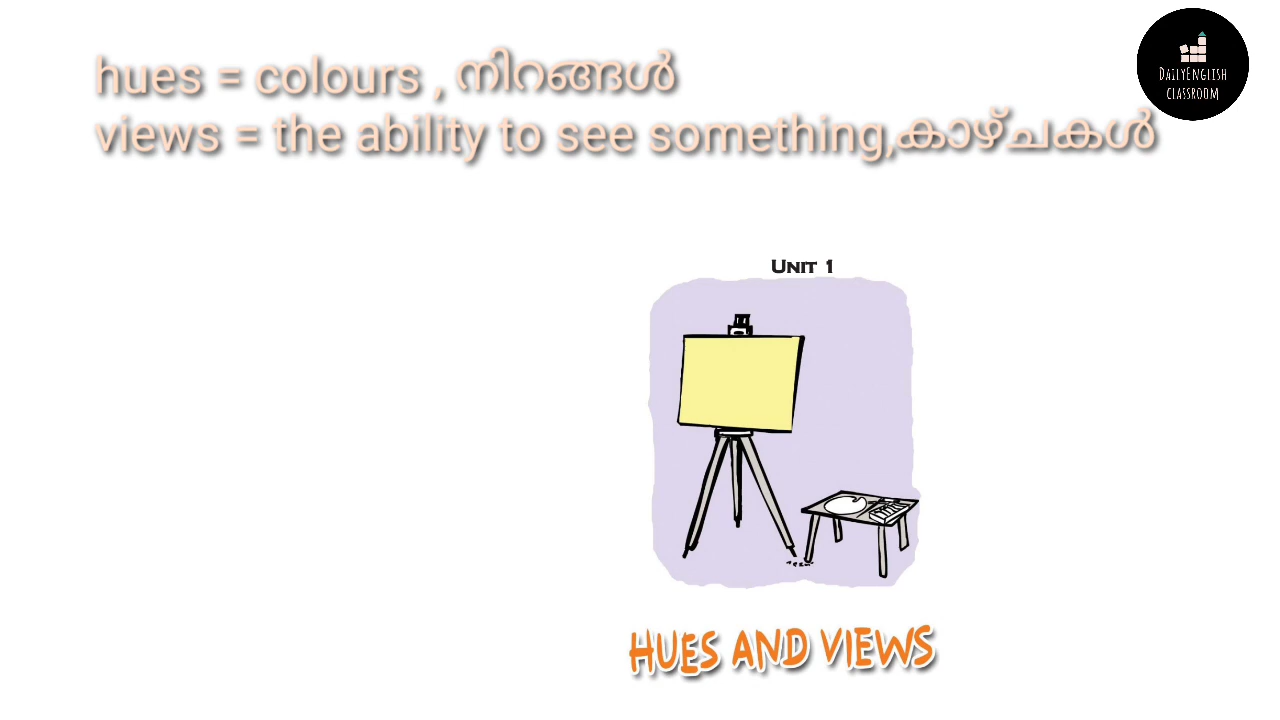 hues = colours , നിറങ്ങൾ
views = the ability to see something,കാഴ്ചകൾ
DAILYENGLISH
CLASSROOM
UNIT 1
HUES AND VIEWS